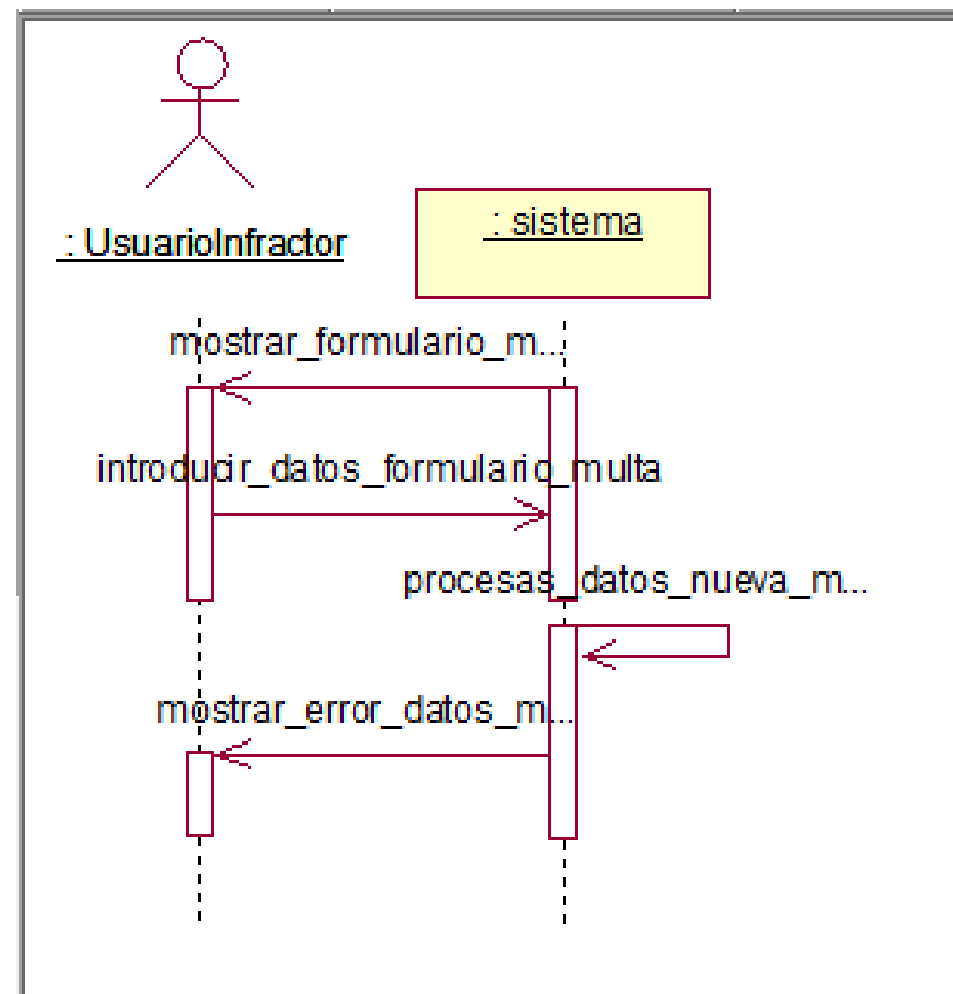 : UsuarioInfractor
: sistema
mostrar_formulario_m...
introducir_datos_formulario_multa
procesas_datos_nueva_m...
mostrar_error_datos_m...